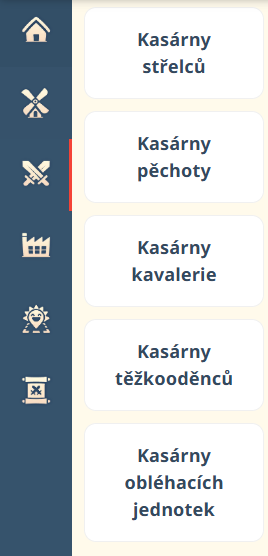 Kasárny
střelců
Kasárny
pěchoty
Kasárny
kavalerie
Kasárny
těžkooděnců
Kasárny
obléhacích
jednotek